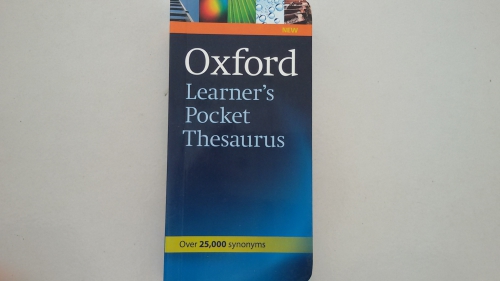 NEW
Oxford
Learner's
Pocket
Thesaurus
Over 25,000 synonyms